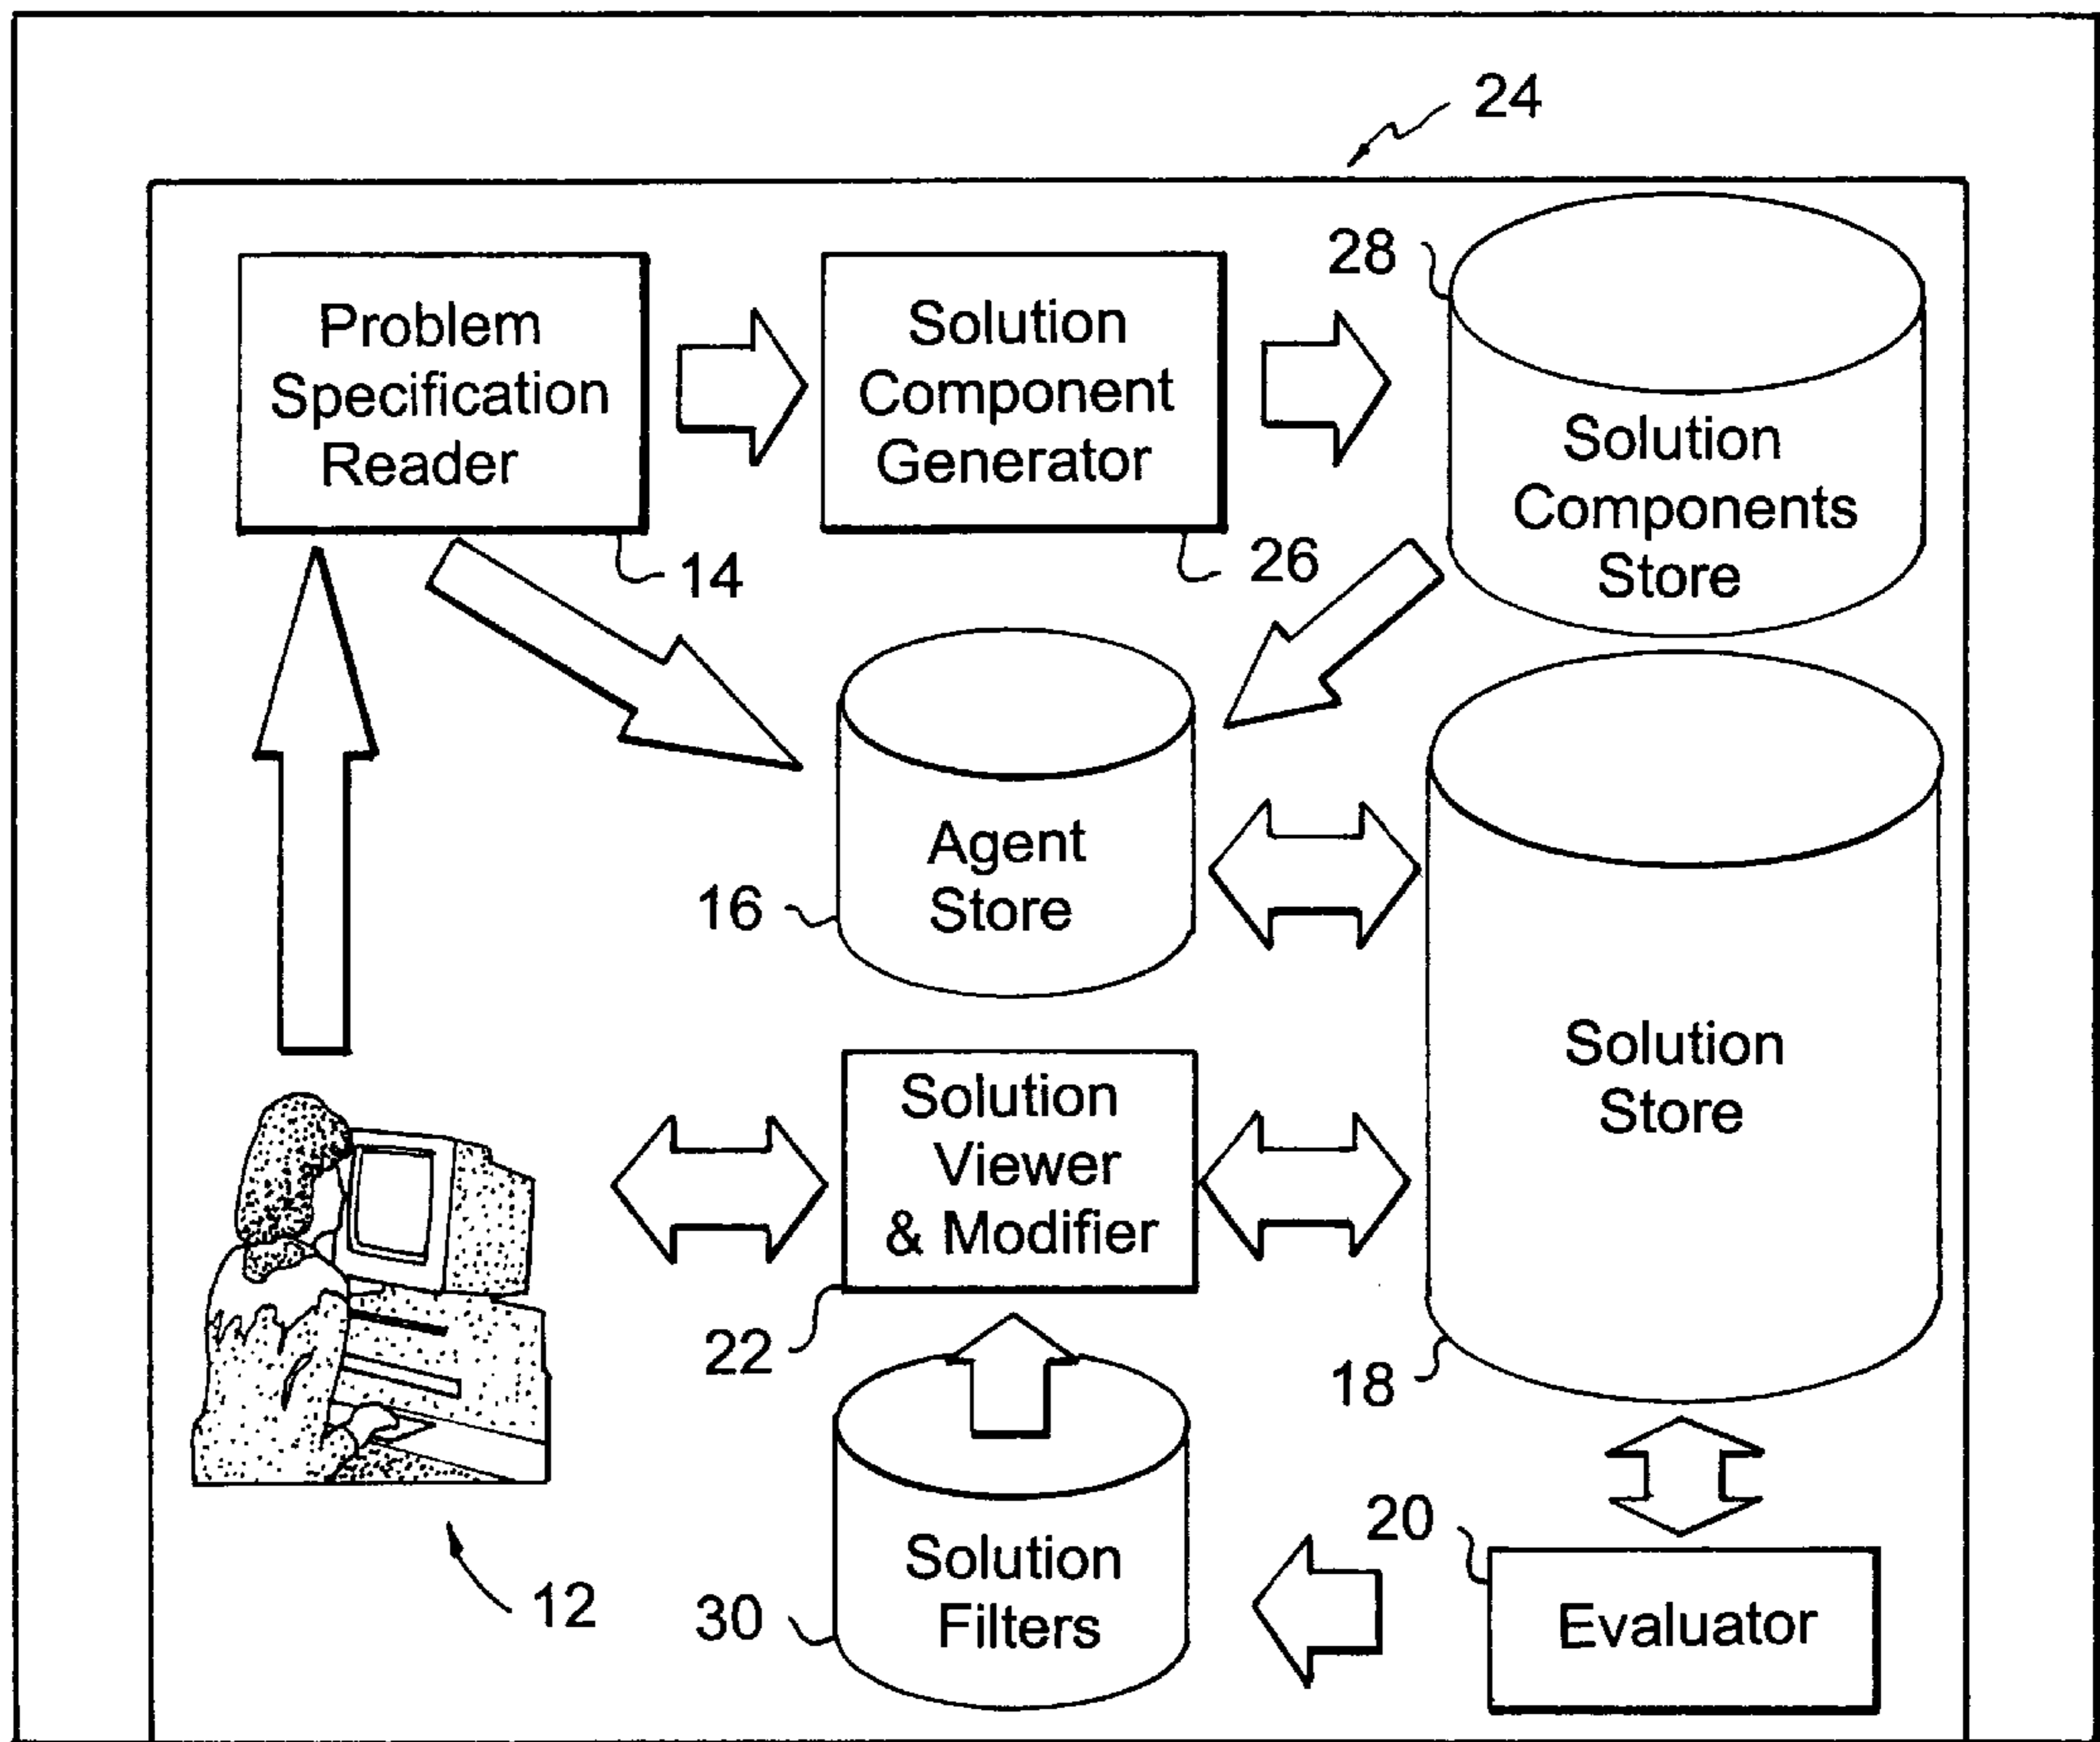 24
Problem
Specification
Reader
14
Solution
Component
Generator
26
28
Solution
Components
Store
Agent
Store
16
Solution
Store
18
Solution
Viewer
& Modifier
22
12
Solution
Filters
30
20
Evaluator